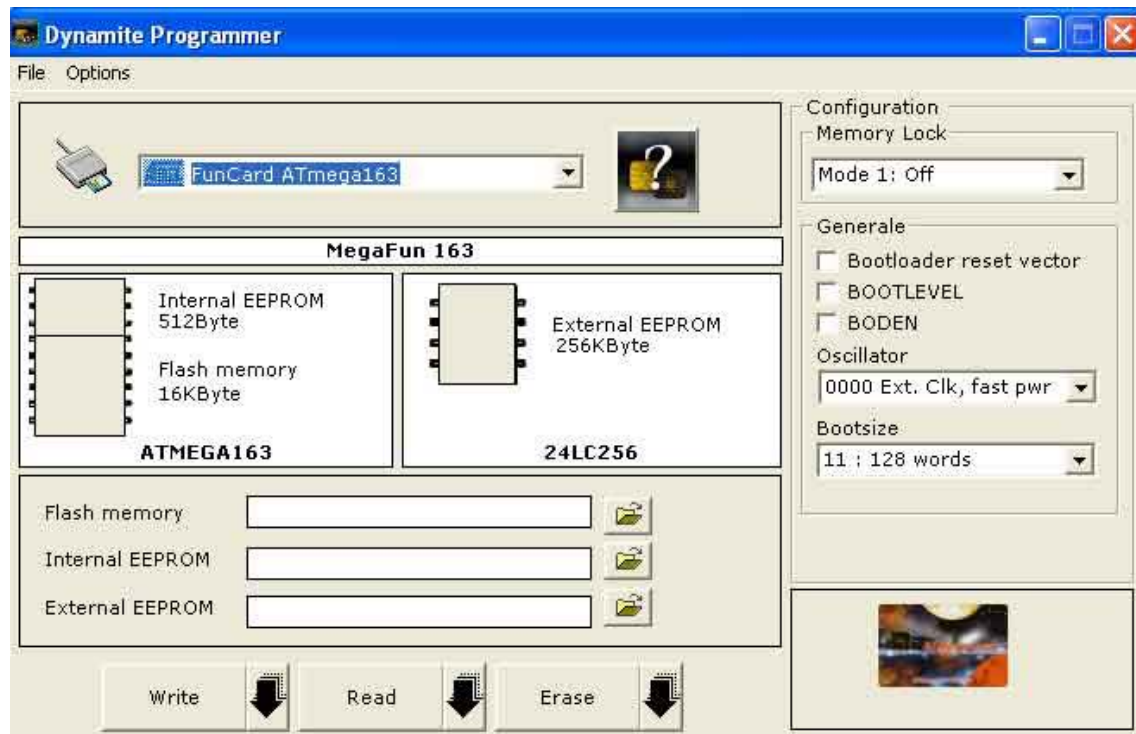 Dynamite Programmer
File Options
FunCard ATmega163
?
MegaFun 163
Internal EEPROM
512Byte
Flash memory
16KByte
ATMEGA163
External EEPROM
256KByte
24LC256
Flash memory
Internal EEPROM
External EEPROM
Write
Read
Erase
Configuration
Memory Lock
Mode 1: Off
Generale
Bootloader reset vector
BOOTLEVEL
BODEN
Oscillator
0000 Ext. Clk, fast pwr
Bootsize
11 : 128 words